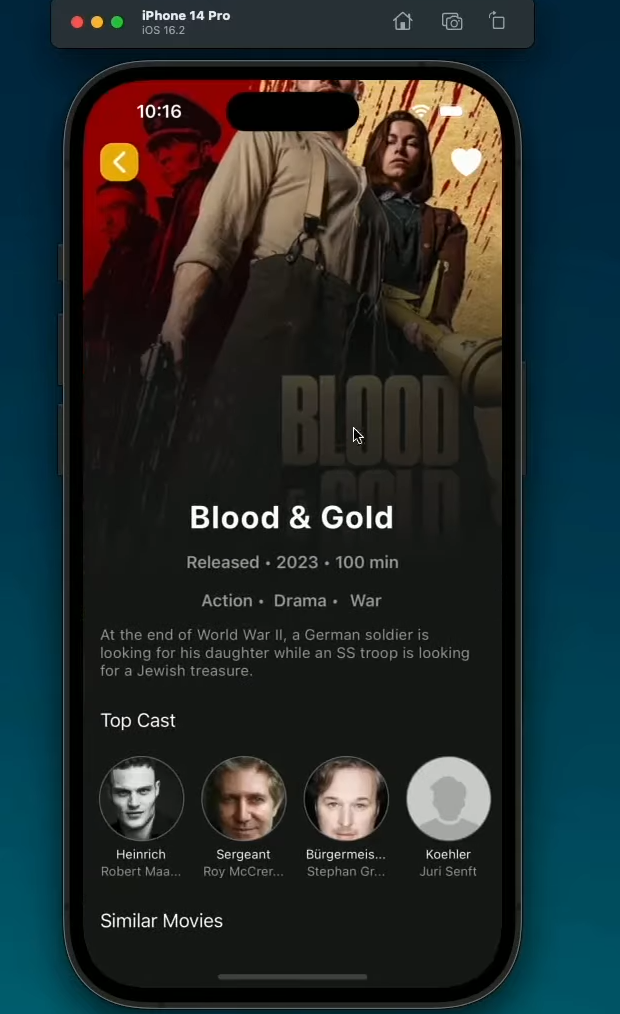 iPhone 14 Pro
iOS 16.2
10:16
BLOOD
& GOLD
Blood & Gold
Released • 2023 • 100 min
Action • Drama • War
At the end of World War II, a German soldier is
looking for his daughter while an SS troop is looking
for a Jewish treasure.
Top Cast
Heinrich Sergeant Bürgermeis... Koehler
Robert Maa... Roy McCrer... Stephan Gr... Juri Senft
Similar Movies